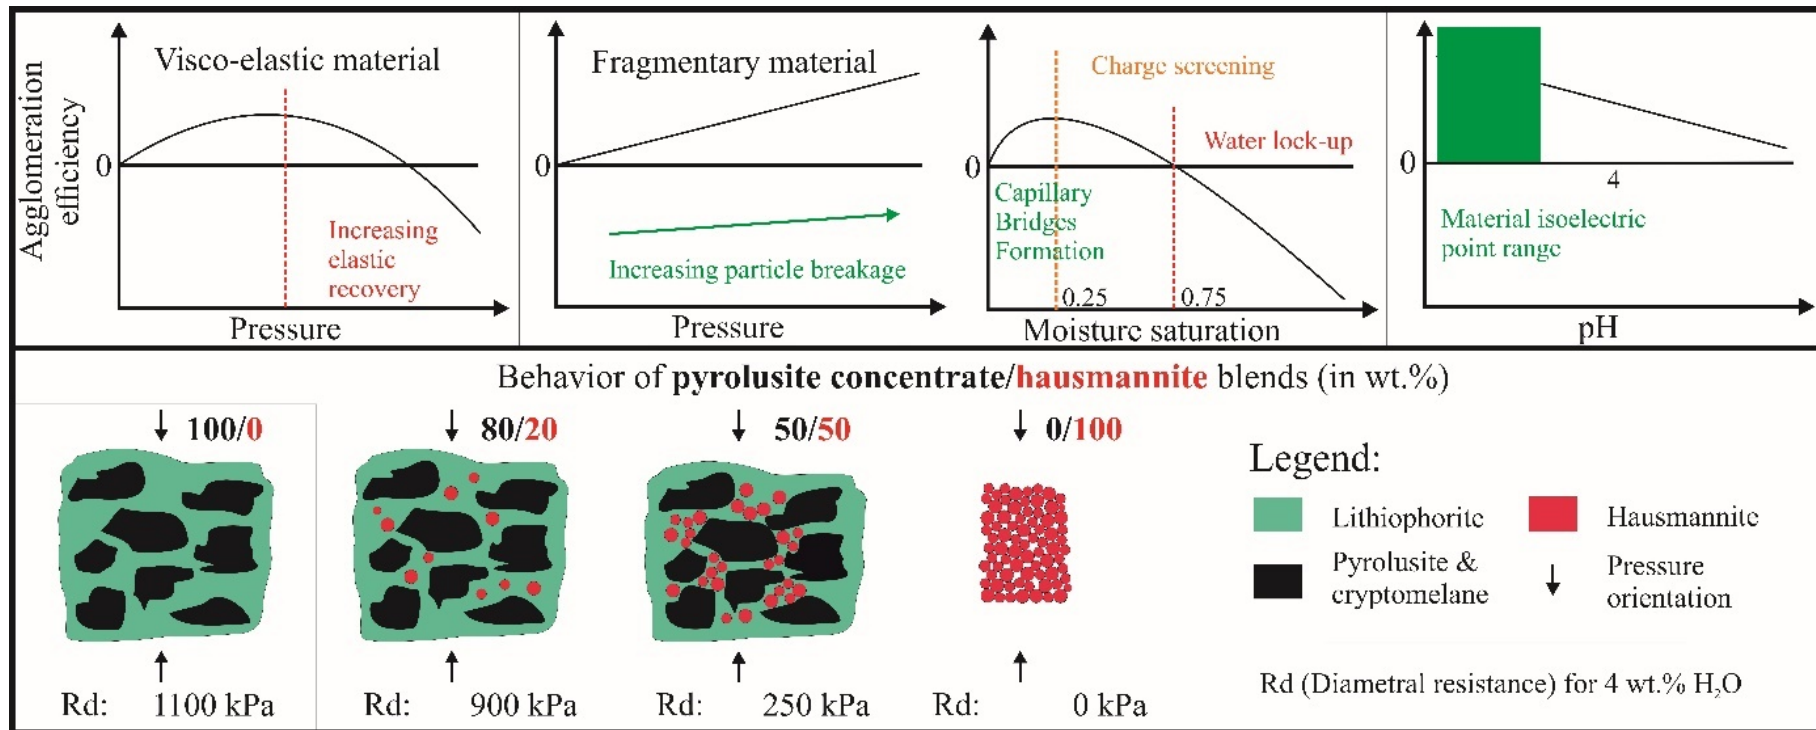 Agglomeration
efficiency
Visco-elastic material
0
Increasing
elastic
recovery
Pressure
Fragmentary material
0
Increasing particle breakage
Pressure
Charge screening
Water lock-up
0
Capillary
Bridges
Formation
0.25
0.75
Moisture saturation
0
4
Material isoelectric
point range
pH
Behavior of pyrolusite concentrate/hausmannite blends (in wt.%)
100/0
80/20
50/50
0/100
Legend:
Lithiophorite
Hausmannite
Pyrolusite &
cryptomelane
Pressure
orientation
Rd: 1100 kPa
Rd: 900 kPa
Rd: 250 kPa
Rd: 0 kPa
Rd (Diametral resistance) for 4 wt.% H₂O